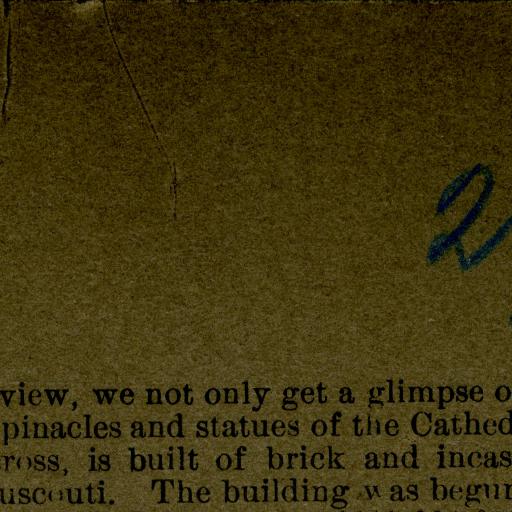 2
view, we not only get a glimpse o
pinacles and statues of the Cathed
ross, is built of brick and incas
uscouti. The building was begun